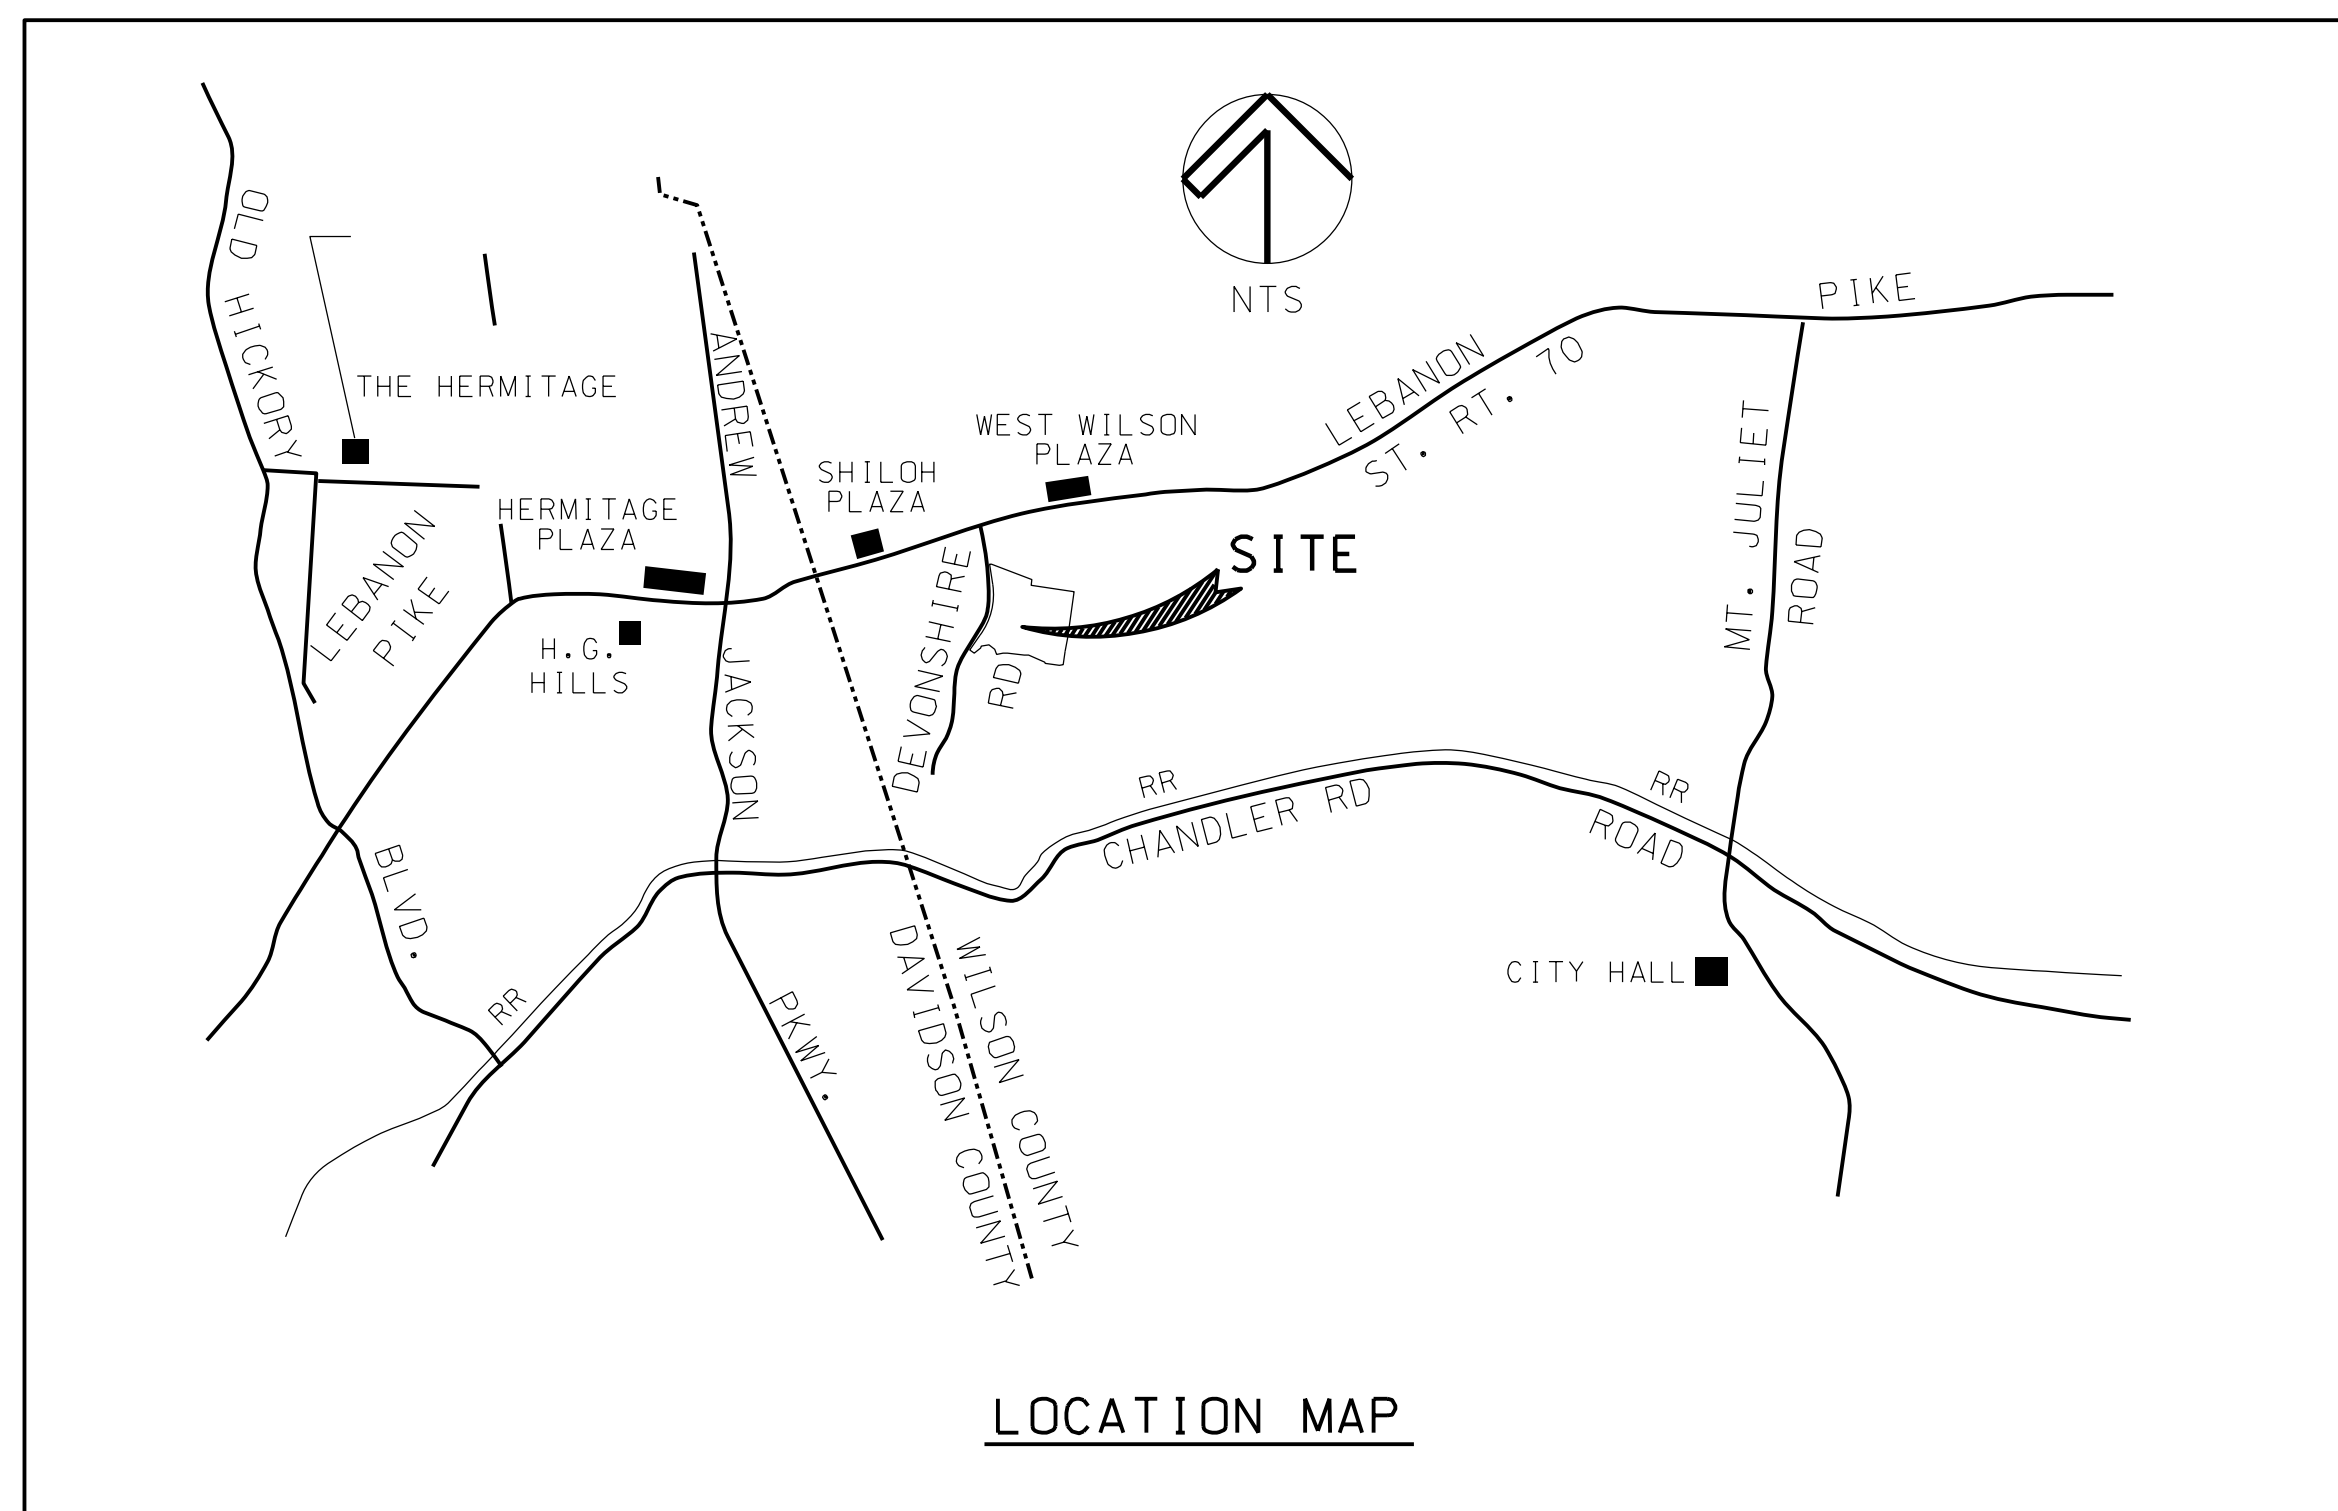 OLD HICKORY
BLVD.
THE HERMITAGE
LEBANON
PIKE
HERMITAGE
PLAZA
H.G.
HILLS
ANDREW
JACKSON
PKWY.
SHILOH
PLAZA
WEST WILSON
PLAZA
NTS
LEBANON
PIKE
ST. RT. 70
SITE
DEVONSHIRE
RD
MT. JULIET
ROAD
RR
CHANDLER RD
RR
ROAD
RR
CITY HALL
DAVIDSON COUNTY
WILSON COUNTY
LOCATION MAP